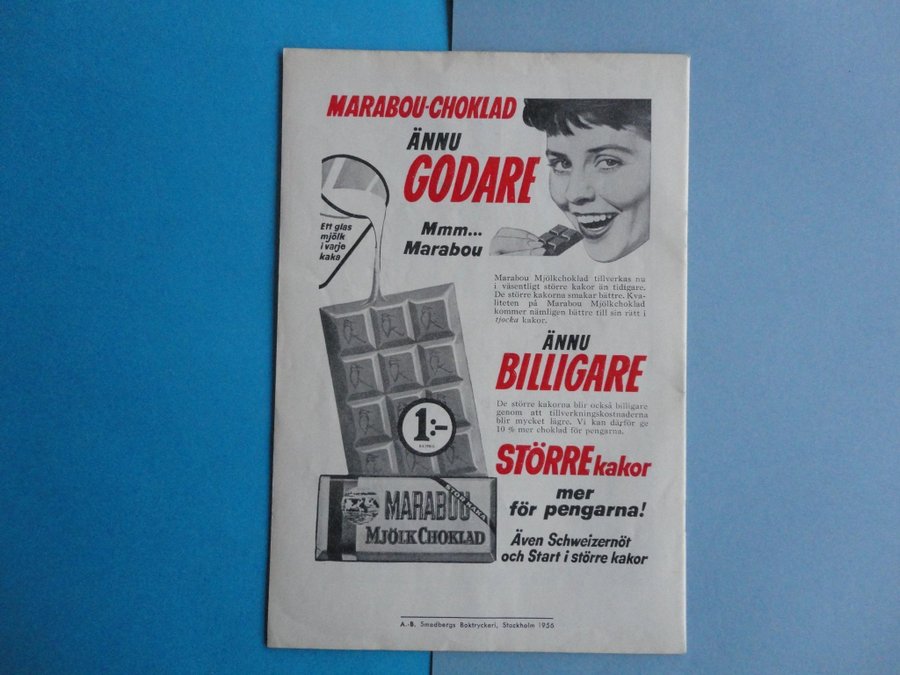 MARABOU-CHOKLAD
ÄNNU
GODARE
Mmm...
Marabou
Ett glas
mjölk
i varje
kaka
Marabou Mjölkchoklad tillverkas nu
i väsentligt större kakor än tidigare.
De större kakorna smakar bättre. Kva-
liteten på Marabou Mjölkchoklad
kommer nämligen bättre till sin rätt i
tjocka kakor.
ÄNNU
BILLIGARE
De större kakorna blir också billigare
genom att tillverkningskostnaderna
blir mycket lägre. Vi kan därför ge
10 % mer choklad för pengarna.
1:-
STÖRRE kakor
mer
för pengarna!
STOR KAKA
MARABOU
MJÖLK CHOKLAD
Även Schweizernöt
och Start i större kakor
A.-B. Smedbergs Boktryckeri, Stockholm 1956